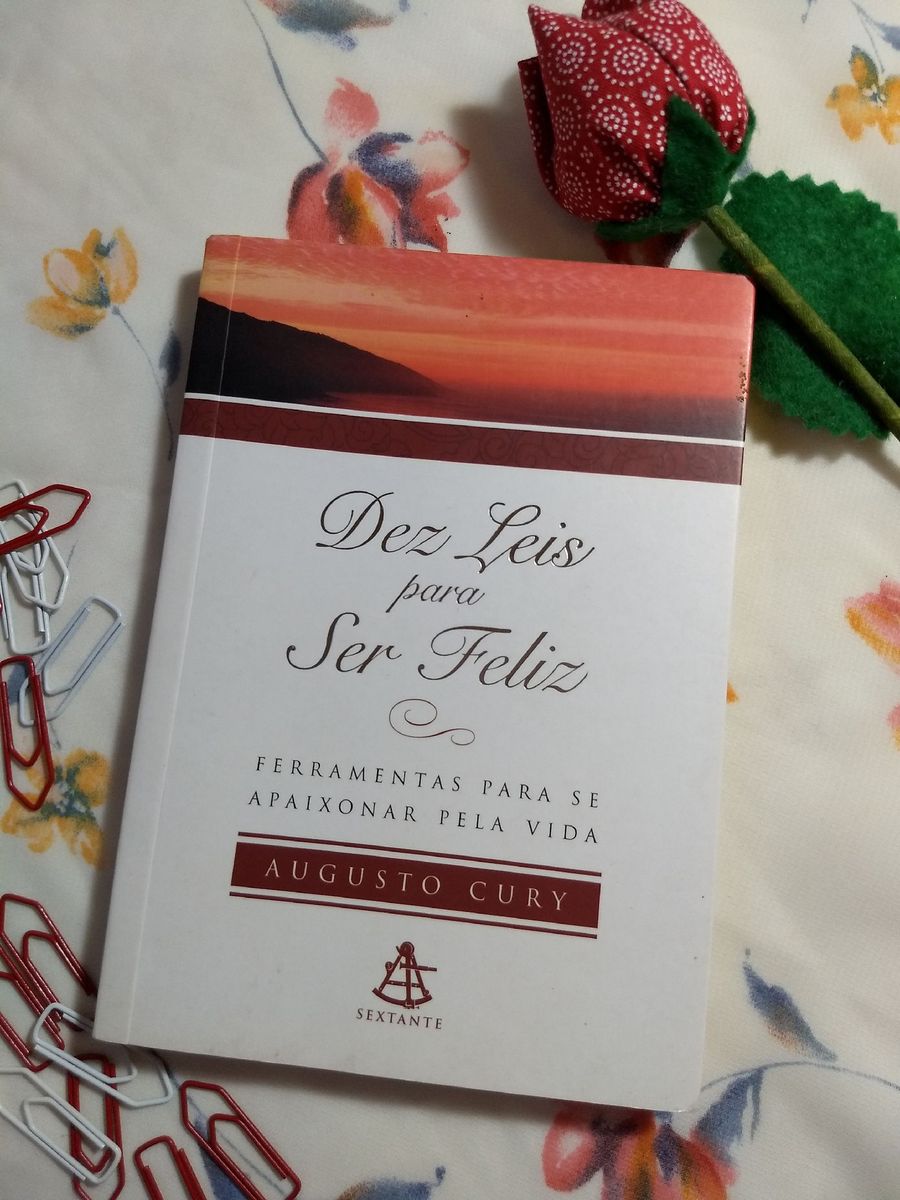 Dez Leis
para
Ser Feliz
FERRAMENTAS PARA SE
APAIXONAR PELA VIDA
AUGUSTO CURY
SEXTANTE